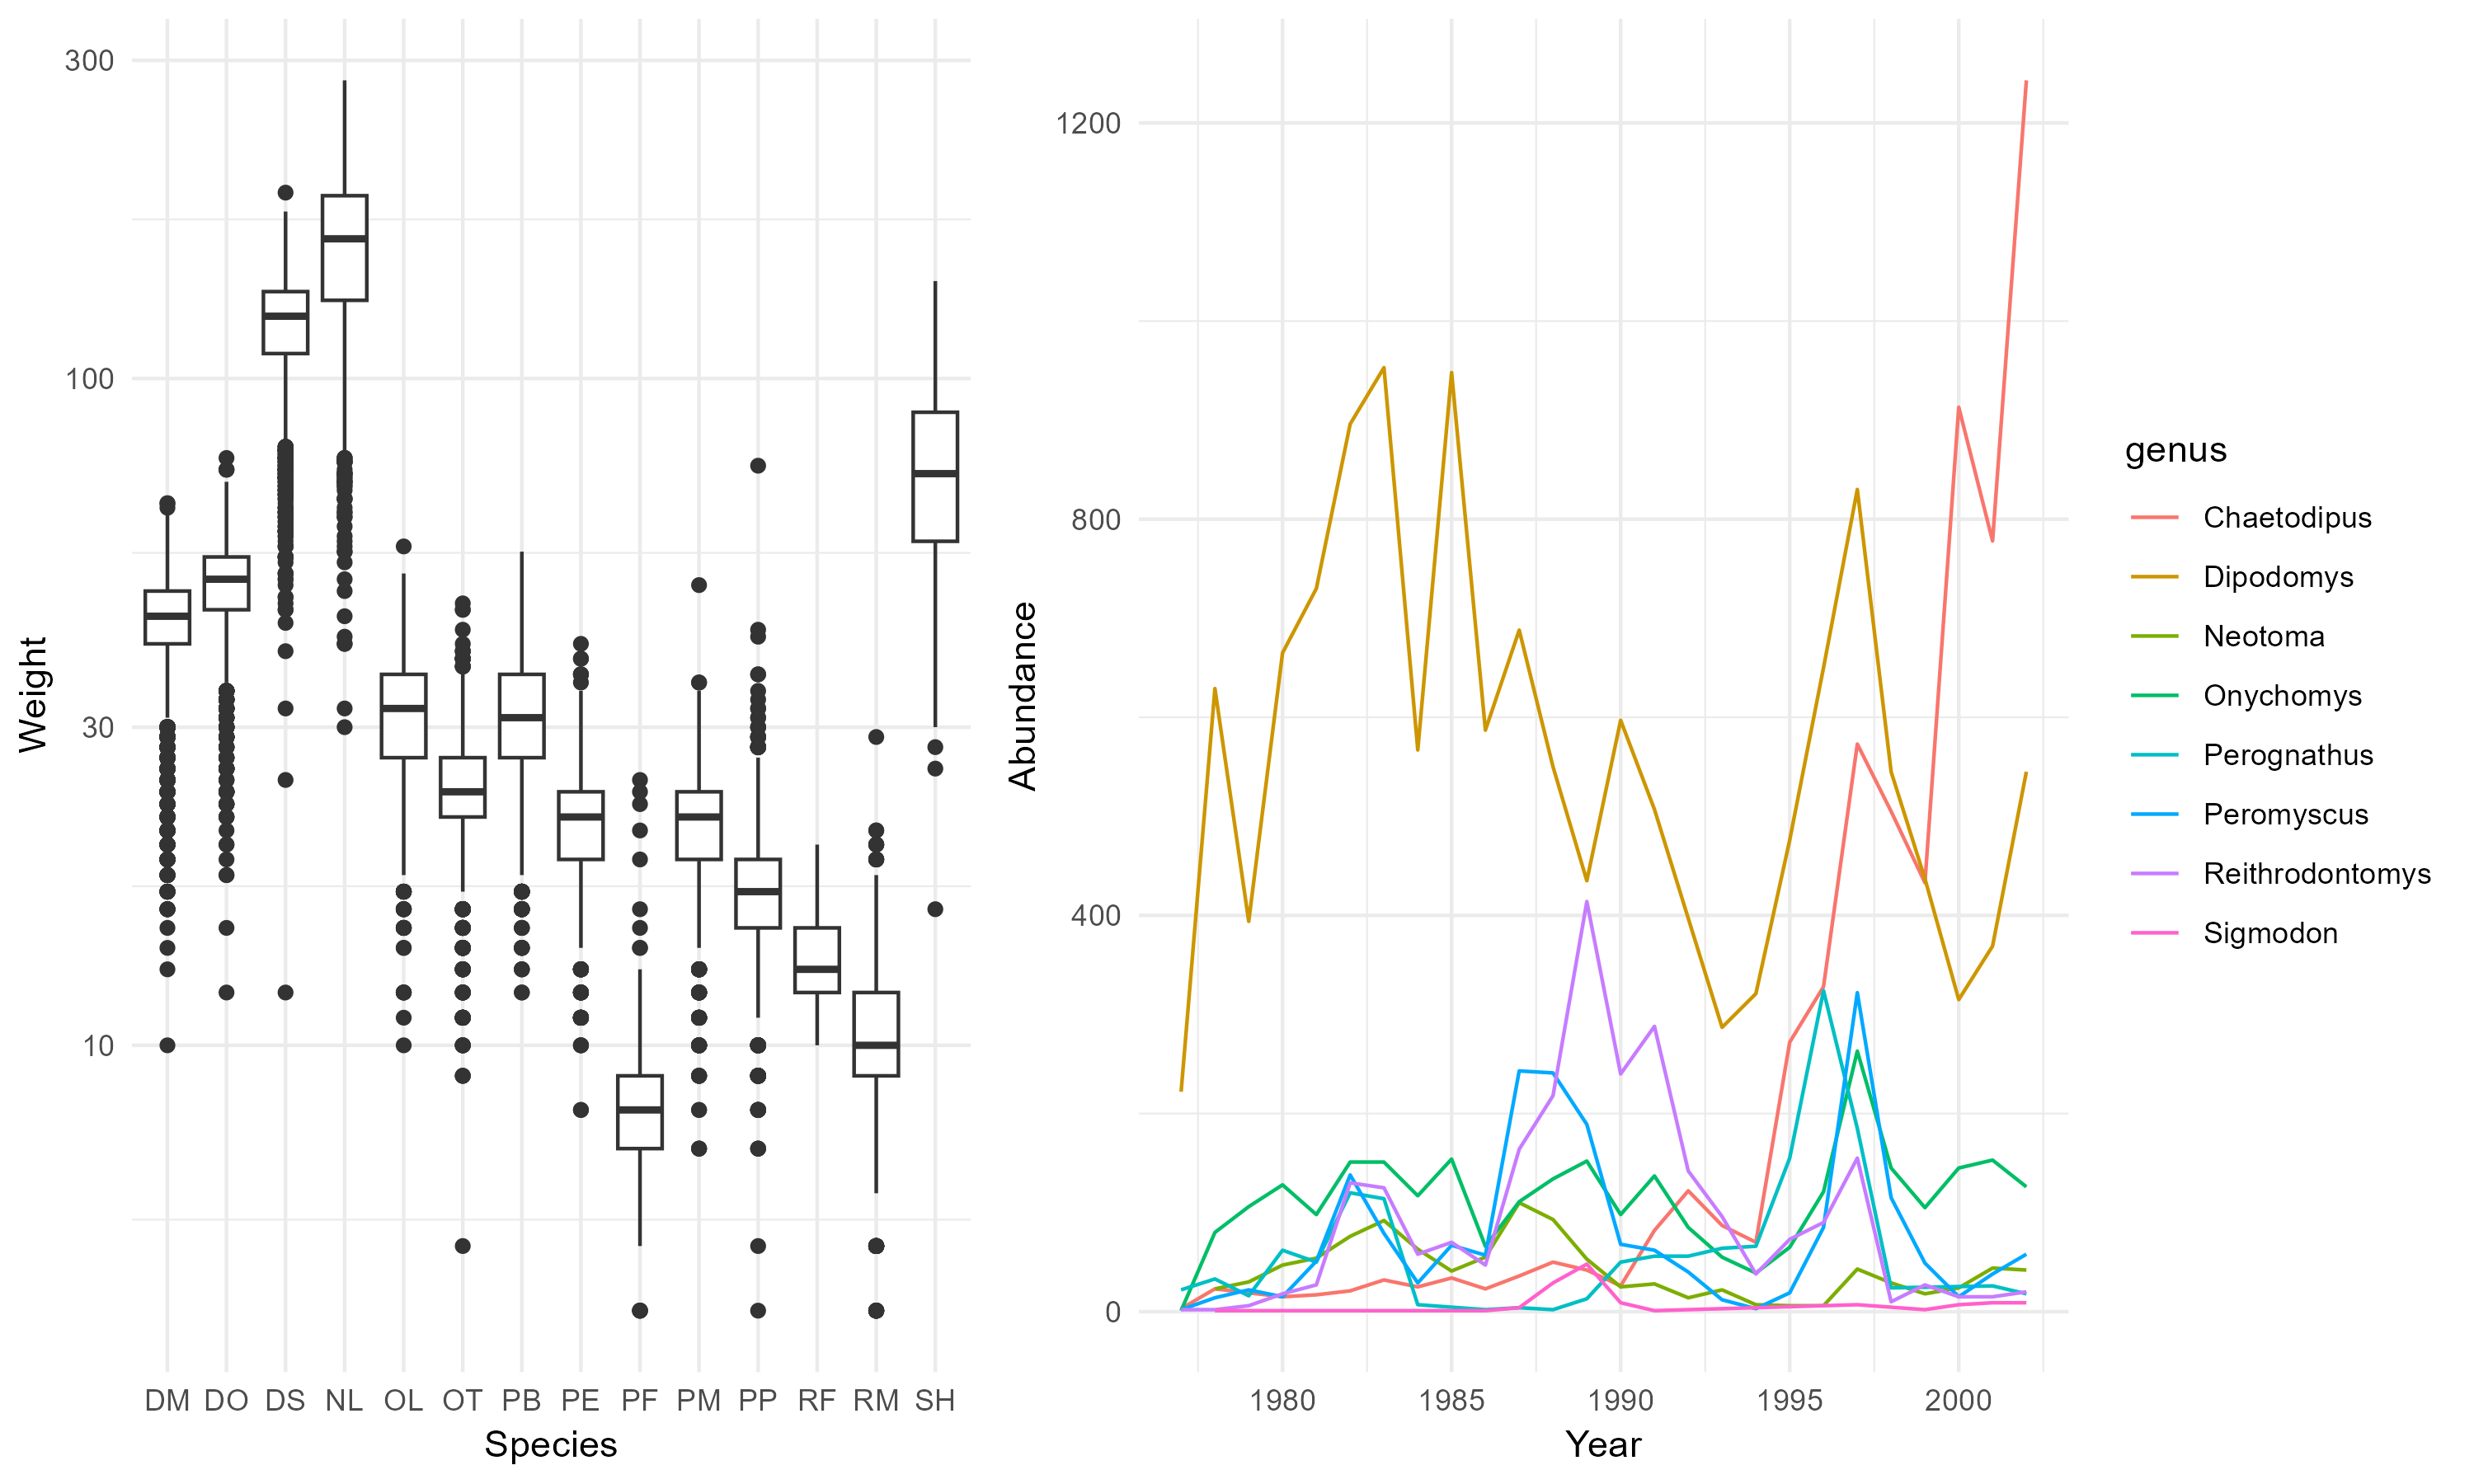 Weight
300
100
30
10
DM DO DS NL OL OT PB PE PF PM PP RF RM SH
Species
Abundance
1200
800
400
0
1980 1985 1990 1995 2000
Year
genus
Chaetodipus
Dipodomys
Neotoma
Onychomys
Perognathus
Peromyscus
Reithrodontomys
Sigmodon